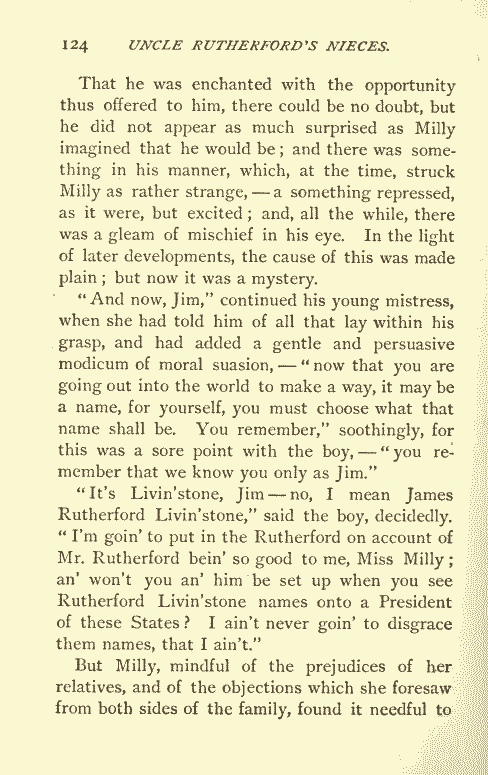 124 UNCLE RUTHERFORD'S NIECES.
That he was enchanted with the opportunity
thus offered to him, there could be no doubt, but
he did not appear as much surprised as Milly
imagined that he would be; and there was some-
thing in his manner, which, at the time, struck
Milly as rather strange, — a something repressed,
as it were, but excited; and, all the while, there
was a gleam of mischief in his eye. In the light
of later developments, the cause of this was made
plain; but now it was a mystery.
"And now, Jim," continued his young mistress,
when she had told him of all that lay within his
grasp, and had added a gentle and persuasive
modicum of moral suasion, — "now that you are
going out into the world to make a way, it may be
a name, for yourself, you must choose what that
name shall be. You remember," soothingly, for
this was a sore point with the boy, — "you re-
member that we know you only as Jim."
"It's Livin'stone, Jim — no, I mean James
Rutherford Livin'stone," said the boy, decidedly.
"I'm goin' to put in the Rutherford on account of
Mr. Rutherford bein' so good to me, Miss Milly;
an' won't you an' him be set up when you see
Rutherford Livin'stone names onto a President
of these States? I ain't never goin' to disgrace
them names, that I ain't."
But Milly, mindful of the prejudices of her
relatives, and of the objections which she foresaw
from both sides of the family, found it needful to